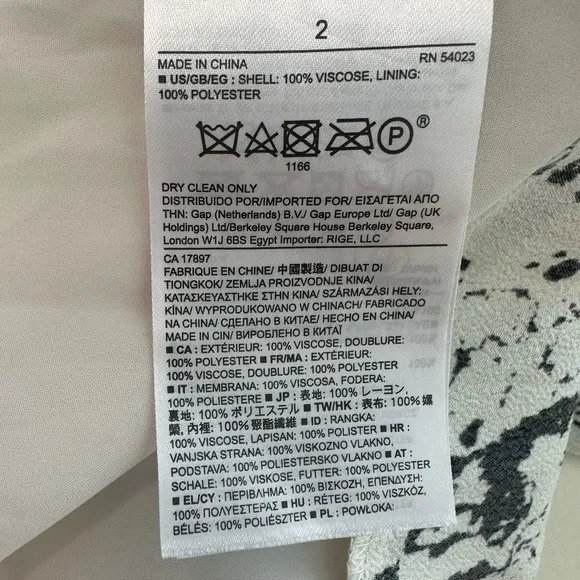 2
MADE IN CHINA RN 54023
■ US/GB/EG : SHELL: 100% VISCOSE, LINING:
100% POLYESTER
P ®
1166
DRY CLEAN ONLY
DISTRIBUIDO POR/IMPORTED FOR/ ΕΙΣΑΓΕΤΑΙ ΑΠΟ
ΤΗΝ: Gap (Netherlands) B.V./ Gap Europe Ltd/ Gap (UK
Holdings) Ltd/Berkeley Square House Berkeley Square,
London W1J 6BS Egypt Importer: RIGE, LLC
CA 17897
FABRIQUE EN CHINE/ 中國製造/ DIBUAT DI
TIONGKOK/ ZEMLJA PROIZVODNJE KINA/
ΚΑΤΑΣΚΕΥΑΣΤΗΚΕ ΣΤΗΝ ΚΙΝΑ/ SZÁRMAZÁSI HELY:
KÍNA/ WYPRODUKOWANO W CHINACH/ FABRICADO
NA CHINA/ СДЕЛАНО В КИТАЕ/ HECHO EN CHINA/
MADE IN CIN/ ВИРОБЛЕНО В КИТАЇ
■ CA : EXTÉRIEUR: 100% VISCOSE, DOUBLURE:
100% POLYESTER ■ FR/MA : EXTÉRIEUR:
100% VISCOSE, DOUBLURE: 100% POLYESTER
■ IT : MEMBRANA: 100% VISCOSA, FODERA:
100% POLIESTERE ■ JP : 表地: 100% レーヨン,
裏地: 100% ポリエステル ■ TW/HK : 表布: 100% 嫘
縈, 內裡: 100% 聚酯纖維 ■ ID : RANGKA:
100% VISCOSE, LAPISAN: 100% POLISTER ■ HR :
VANJSKA STRANA: 100% VISKOZNO VLAKNO,
PODSTAVA: 100% POLIESTERSKO VLAKNO ■ AT :
SCHALE: 100% VISKOSE, FUTTER: 100% POLYESTER
■ EL/CY : ΠΕΡΙΒΛΗΜΑ: 100% ΒΙΣΚΟΖΗ, ΕΠΕΝΔΥΣΗ:
100% ΠΟΛΥΕΣΤΕΡΑΣ ■ HU : RÉTEG: 100% VISZKÓZ,
BÉLÉS: 100% POLIÉSZTER ■ PL : POWŁOKA: